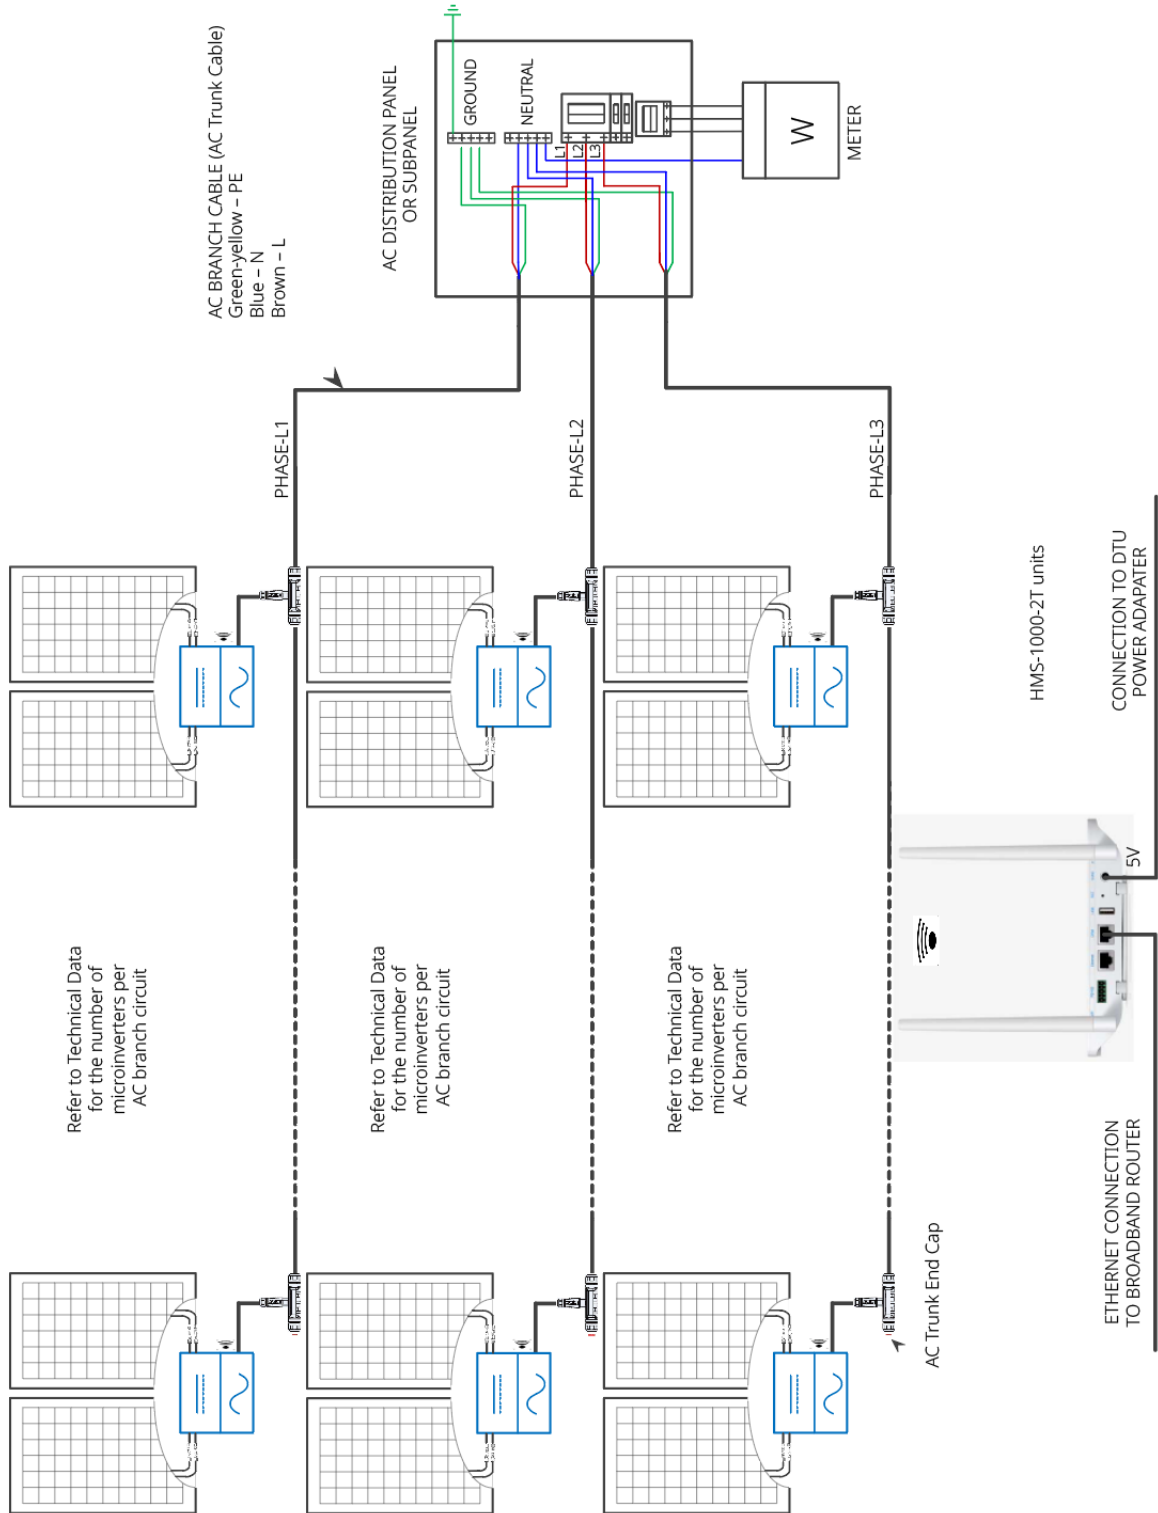 AC BRANCH CABLE (AC Trunk Cable)
Green-yellow – PE
Blue – N
Brown – L
AC DISTRIBUTION PANEL
OR SUBPANEL
GROUND
NEUTRAL
L1
L2
L3
W
METER
PHASE-L1
PHASE-L2
PHASE-L3
Refer to Technical Data
for the number of
microinverters per
AC branch circuit
Refer to Technical Data
for the number of
microinverters per
AC branch circuit
Refer to Technical Data
for the number of
microinverters per
AC branch circuit
HMS-1000-2T units
CONNECTION TO DTU
POWER ADAPATER
5V
AC Trunk End Cap
ETHERNET CONNECTION
TO BROADBAND ROUTER